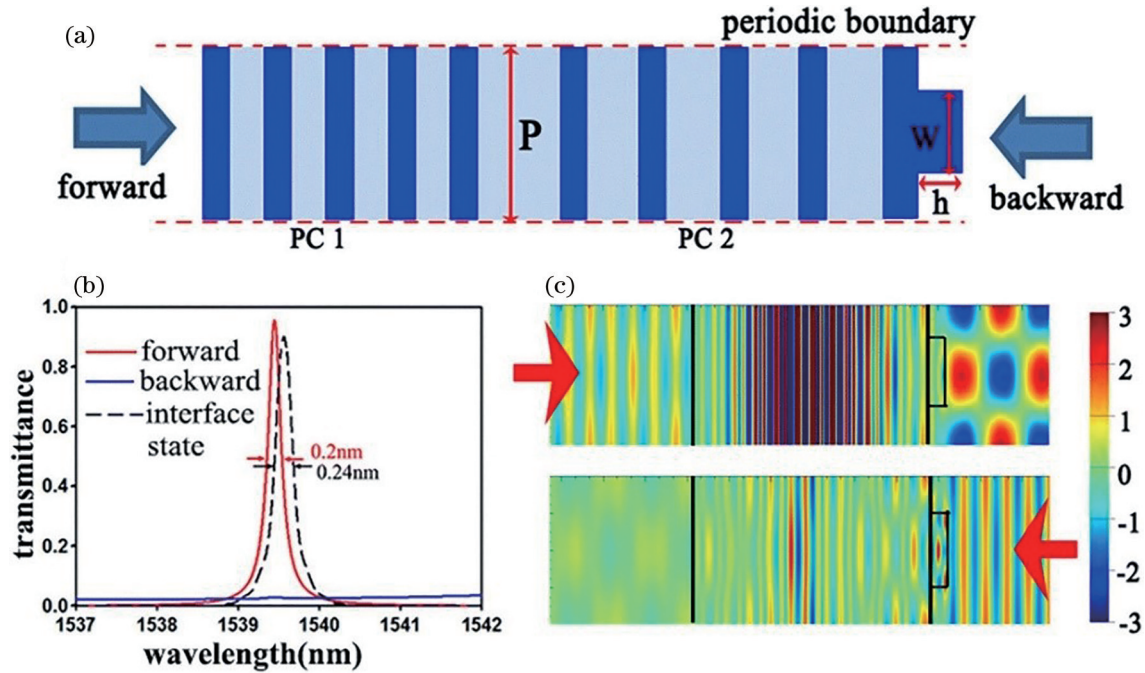 (a)
periodic boundary
forward
P
W
h
backward
PC 1
PC 2
(b)
1.0
0.8
0.6
0.4
0.2
0.0
transmittance
forward
backward
interface
state
0.2nm
0.24nm
1537
1538
1539
1540
1541
1542
wavelength(nm)
(c)
3
2
1
0
-1
-2
-3